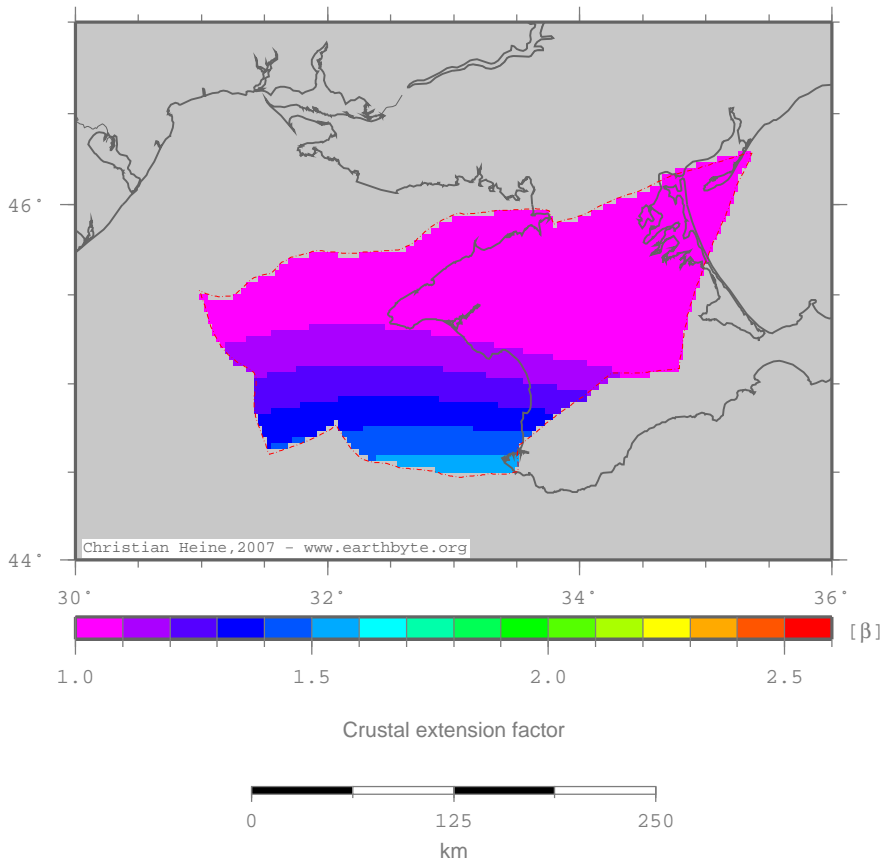 46°
44°
Christian Heine,2007 - www.earthbyte.org
30° 32° 34° 36°
[β]
1.0 1.5 2.0 2.5
Crustal extension factor
0 125 250
km